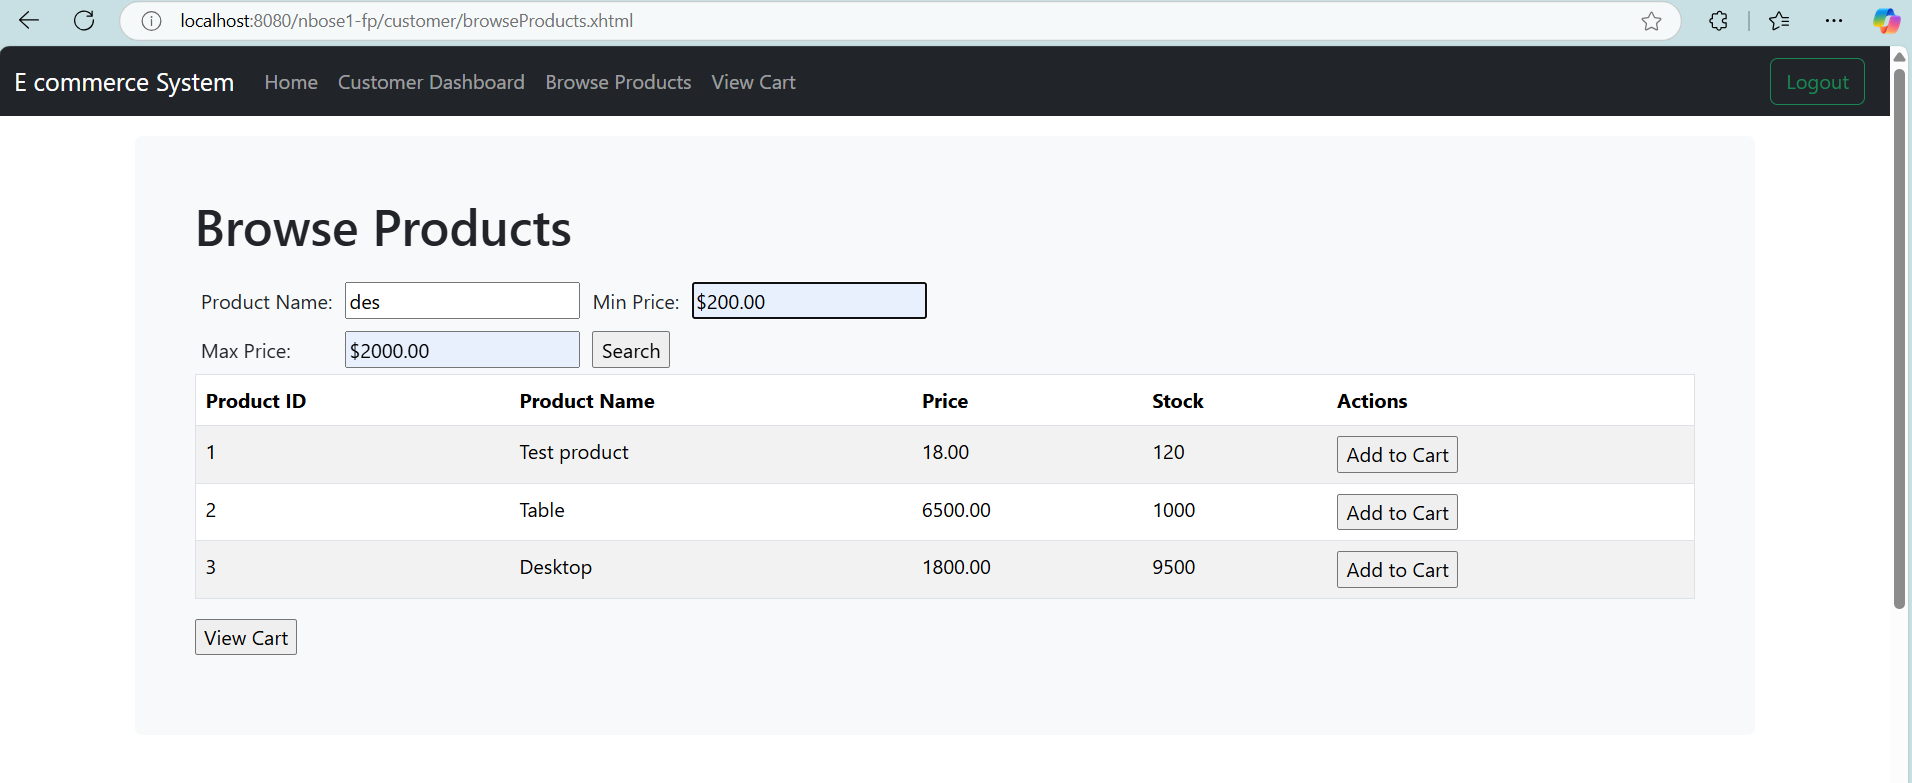 localhost:8080/nbose1-fp/customer/browseProducts.xhtml
E commerce System Home Customer Dashboard Browse Products View Cart Logout
Browse Products
Product Name: des Min Price: $200.00
Max Price: $2000.00 Search
Product ID Product Name Price Stock Actions
1 Test product 18.00 120 Add to Cart
2 Table 6500.00 1000 Add to Cart
3 Desktop 1800.00 9500 Add to Cart
View Cart